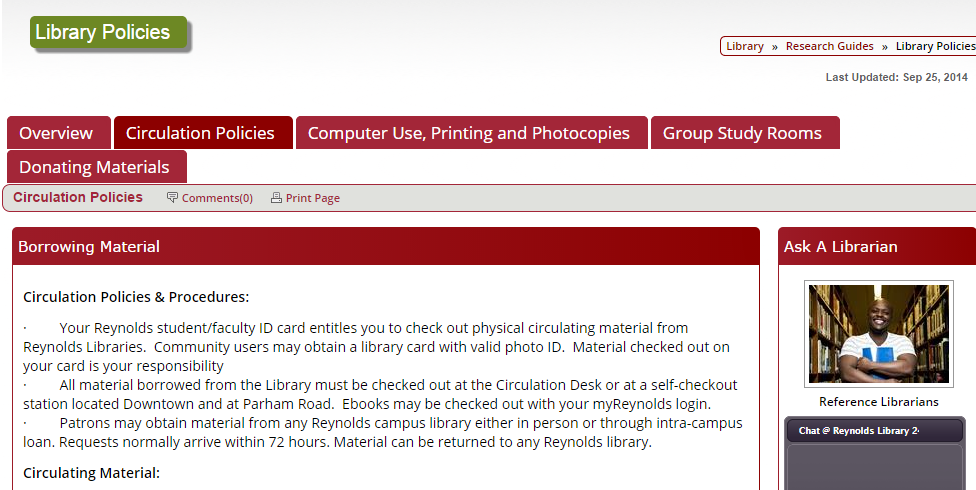 Library Policies
Library » Research Guides » Library Policies
Last Updated: Sep 25, 2014
Overview
Circulation Policies
Computer Use, Printing and Photocopies
Group Study Rooms
Donating Materials
Circulation Policies
Comments(0)
Print Page
Borrowing Material
Circulation Policies & Procedures:
· Your Reynolds student/faculty ID card entitles you to check out physical circulating material from
Reynolds Libraries. Community users may obtain a library card with valid photo ID. Material checked out on
your card is your responsibility
· All material borrowed from the Library must be checked out at the Circulation Desk or at a self-checkout
station located Downtown and at Parham Road. Ebooks may be checked out with your myReynolds login.
· Patrons may obtain material from any Reynolds campus library either in person or through intra-campus
loan. Requests normally arrive within 72 hours. Material can be returned to any Reynolds library.
Circulating Material:
Ask A Librarian
Reference Librarians
Chat @ Reynolds Library 2·